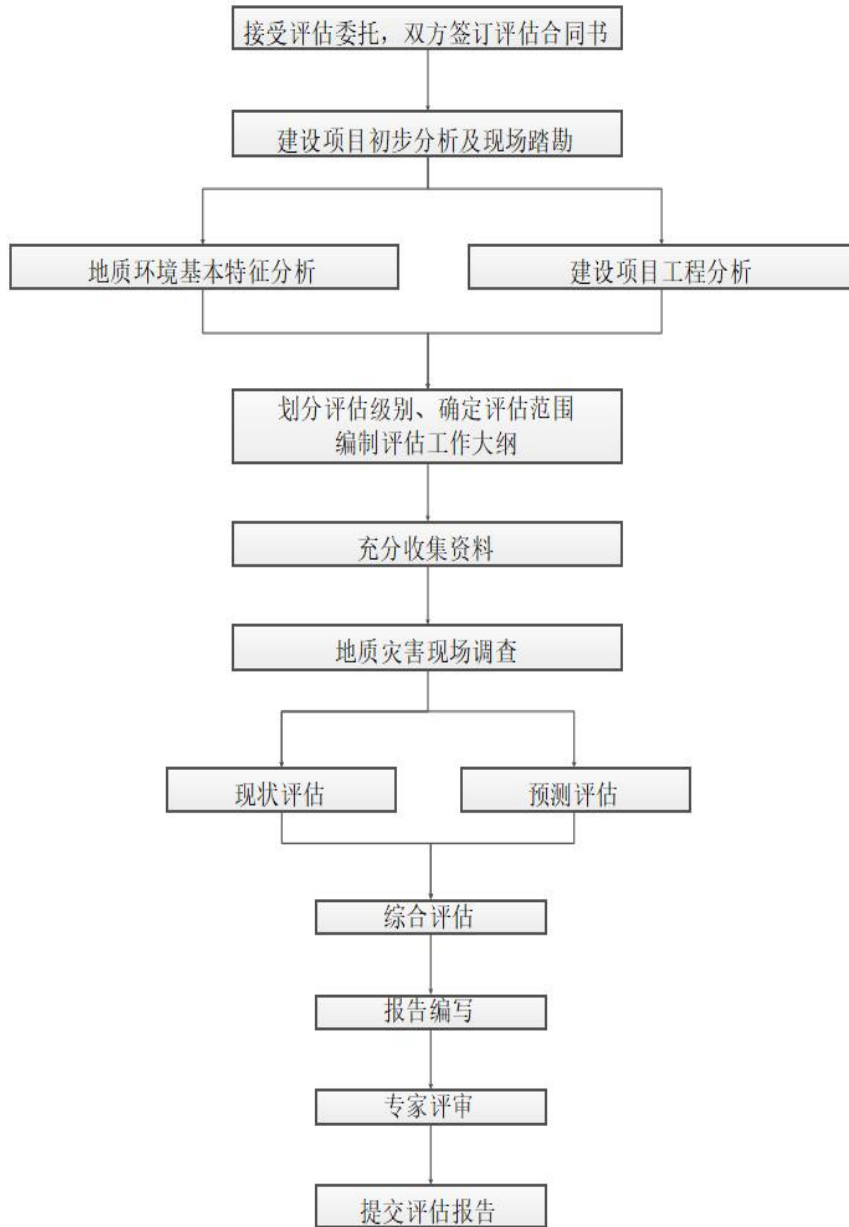 接受评估委托，双方签订评估合同书
建设项目初步分析及现场踏勘
地质环境基本特征分析
建设项目工程分析
划分评估级别、确定评估范围
编制评估工作大纲
充分收集资料
地质灾害现场调查
现状评估
预测评估
综合评估
报告编写
专家评审
提交评估报告